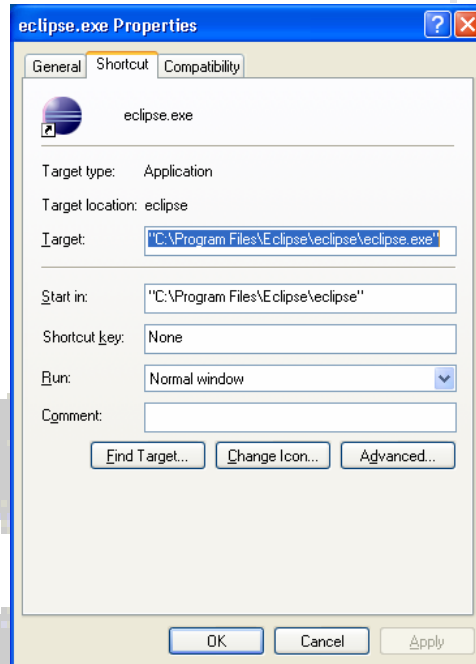 eclipse.exe Properties
General Shortcut Compatibility
eclipse.exe
Target type: Application
Target location: eclipse
Target: "C:\Program Files\Eclipse\eclipse\eclipse.exe"
Start in: "C:\Program Files\Eclipse\eclipse"
Shortcut key: None
Run: Normal window
Comment:
Find Target... Change Icon... Advanced...
OK Cancel Apply